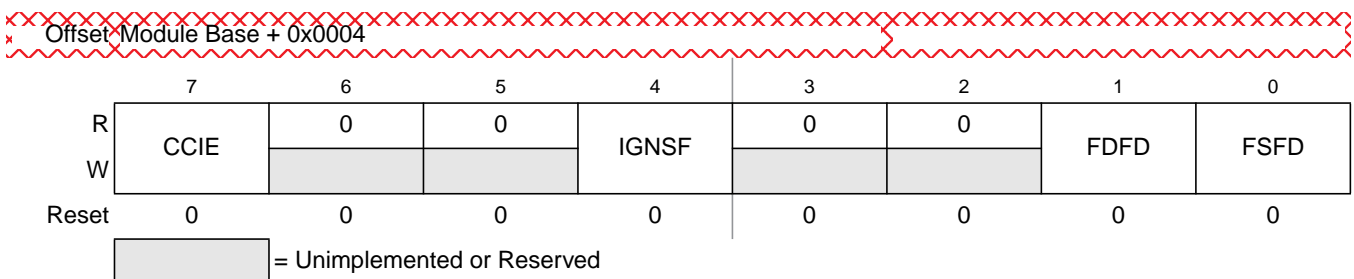 Offset Module Base + 0x0004
7 6 5 4 3 2 1 0
R CCIE 0 0 IGNSF 0 0 FDFD FSFD
W
Reset 0 0 0 0 0 0 0 0
= Unimplemented or Reserved